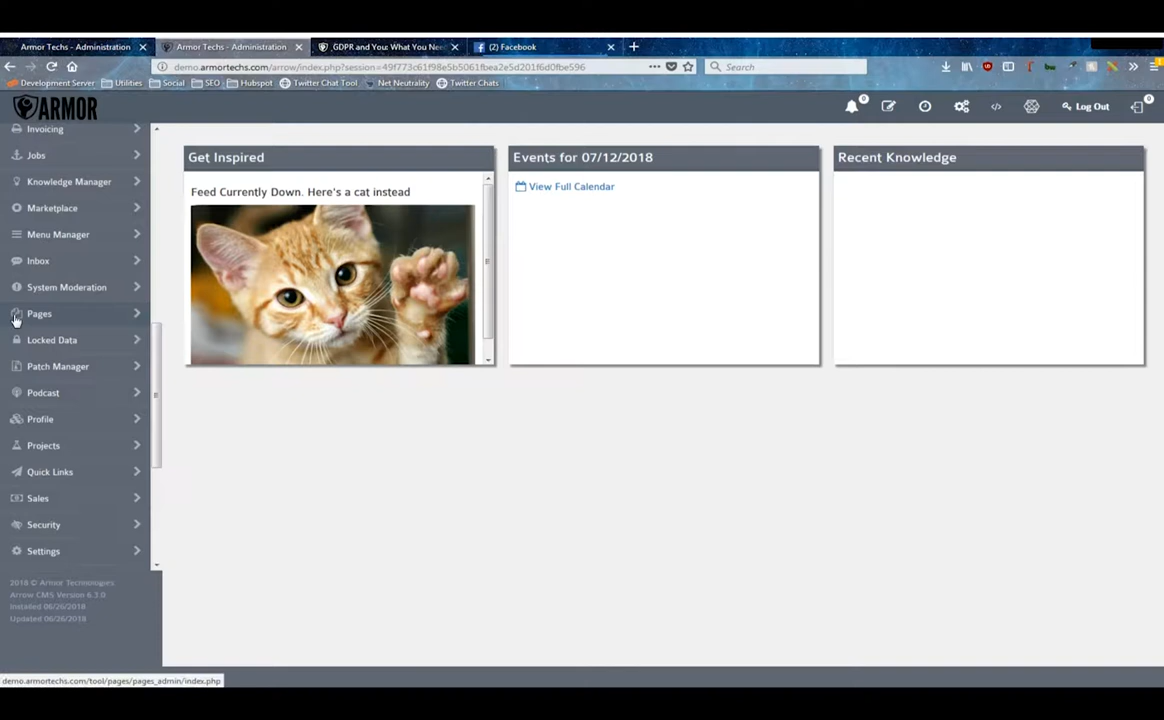 Armor Techs - Administration
Armor Techs - Administration
GDPR and You: What You Nee
(2) Facebook
demo.armortechs.com/arrow/index.php?session=49f773c61f98e5b5061fbea2e5d201f6d0fbe596
Search
Development Server
Utilities
Social
SEO
Hubspot
Twitter Chat Tool
Net Neutrality
Twitter Chats
ARMOR
0
Log Out
0
Invoicing
Jobs
Knowledge Manager
Marketplace
Menu Manager
Inbox
System Moderation
Pages
Locked Data
Patch Manager
Podcast
Profile
Projects
Quick Links
Sales
Security
Settings
2018 © Armor Technologies
Arrow CMS Version 6.3.0
Installed 06/26/2018
Updated 06/26/2018
Get Inspired
Feed Currently Down. Here's a cat instead
Events for 07/12/2018
View Full Calendar
Recent Knowledge
demo.armortechs.com/tool/pages/pages_admin/index.php